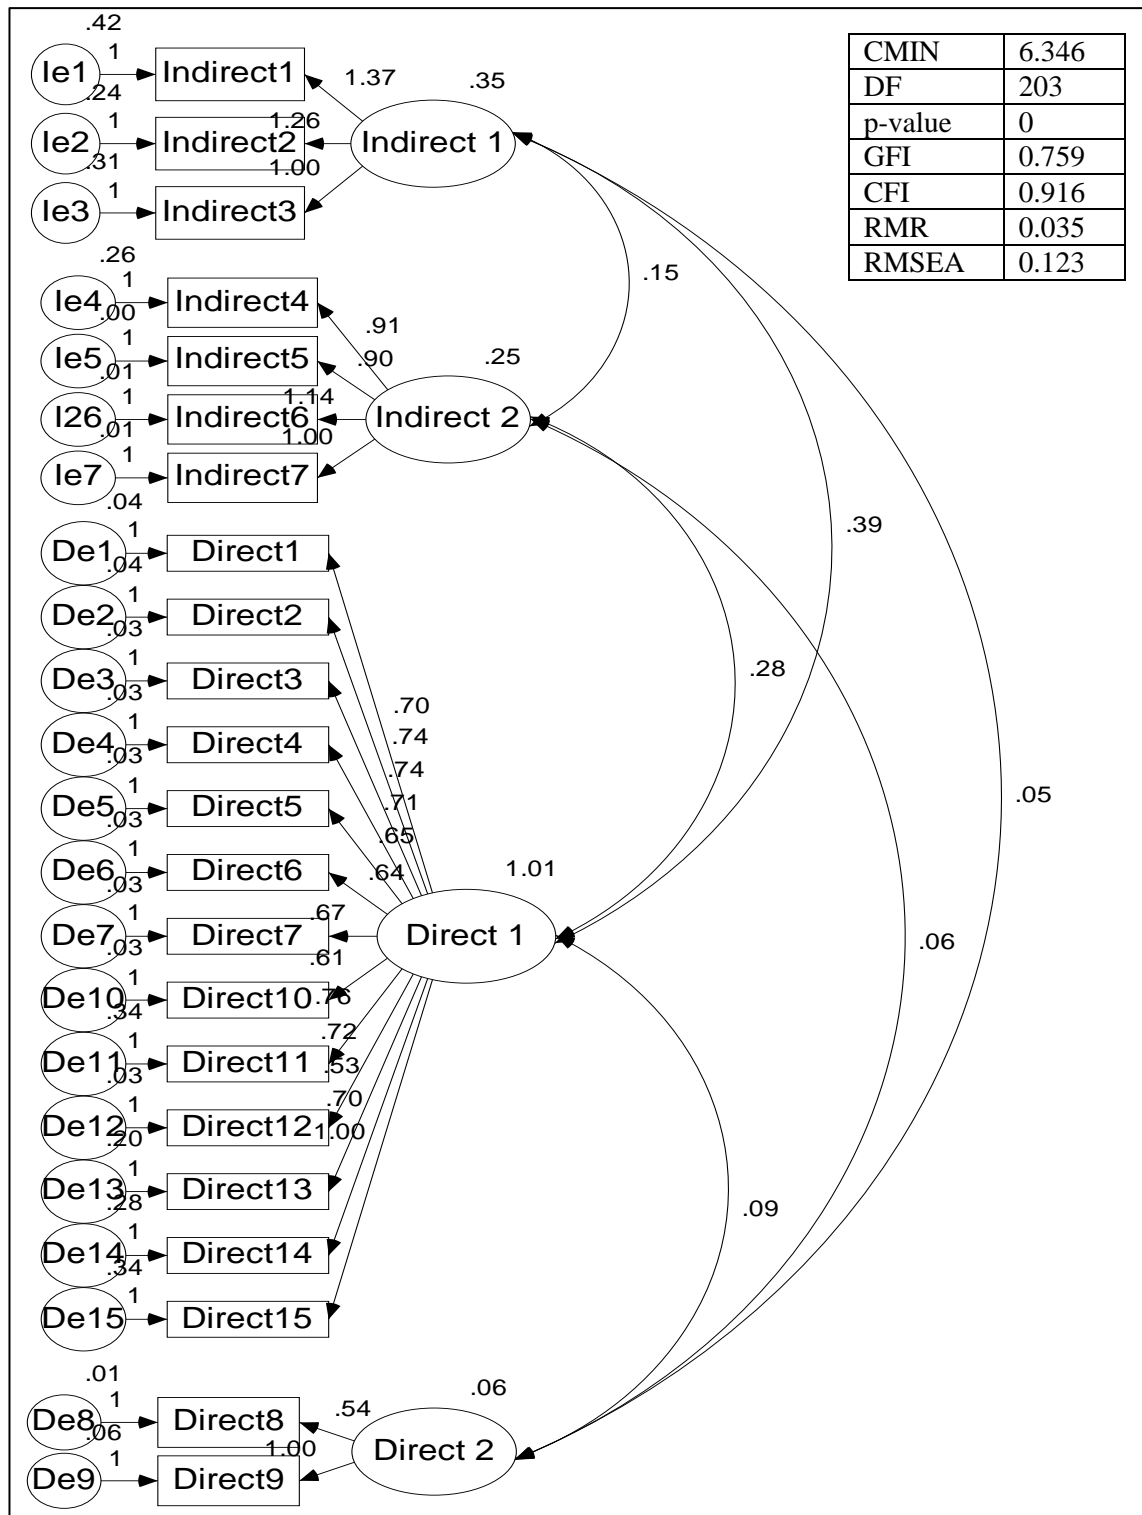 .42
1
Ie1
Indirect1
1.37
.35
.24
1
Ie2
Indirect2
1.26
Indirect 1
.31
1
Ie3
Indirect3
1.00
.15
.26
1
Ie4
Indirect4
.91
.00
1
Ie5
Indirect5
.90
.25
.01
1
I26
Indirect6
1.14
Indirect 2
.01
1
Ie7
Indirect7
1.00
.39
.04
1
De1
Direct1
.70
.04
1
De2
Direct2
.74
.03
1
De3
Direct3
.74
.28
.03
1
De4
Direct4
.71
.03
1
De5
Direct5
.65
.05
.03
1
De6
Direct6
.64
1.01
.03
1
De7
Direct7
.67
Direct 1
.06
.03
1
De10
Direct10
.61
.34
1
De11
Direct11
.76
.03
1
De12
Direct12
.72
.20
1
De13
Direct13
.53
.09
.28
1
De14
Direct14
.70
.34
1
De15
Direct15
1.00
.01
1
De8
Direct8
.54
.06
.06
1
De9
Direct9
1.00
Direct 2
CMIN 6.346
DF 203
p-value 0
GFI 0.759
CFI 0.916
RMR 0.035
RMSEA 0.123